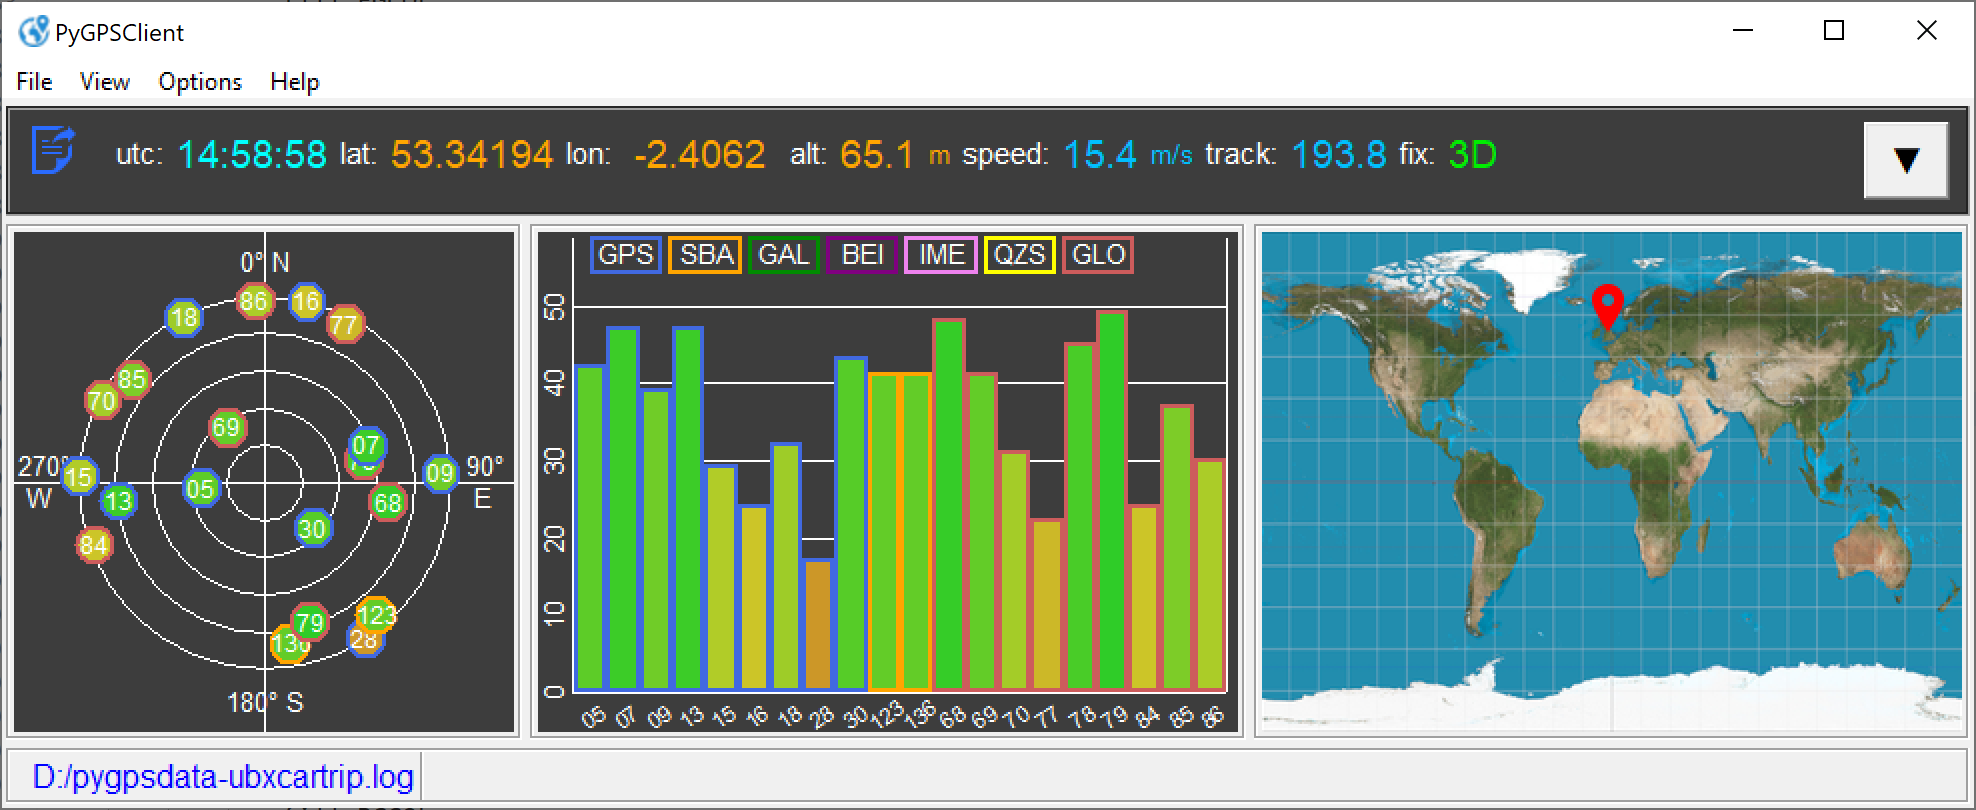 PyGPSClient
File View Options Help
utc: 14:58:58 lat: 53.34194 lon: -2.4062 alt: 65.1 m speed: 15.4 m/s track: 193.8 fix: 3D
▼
0° N
86 16
18 77
85
70
69
07
270° 15 09 90°
W 13 05 68 E
30
84
123
79
136 28
180° S
GPS SBA GAL BEI IME QZS GLO
50
40
30
20
10
0
05 07 09 13 15 16 18 28 30 123 136 68 69 70 77 78 79 84 85 86
D:/pygpsdata-ubxcartrip.log